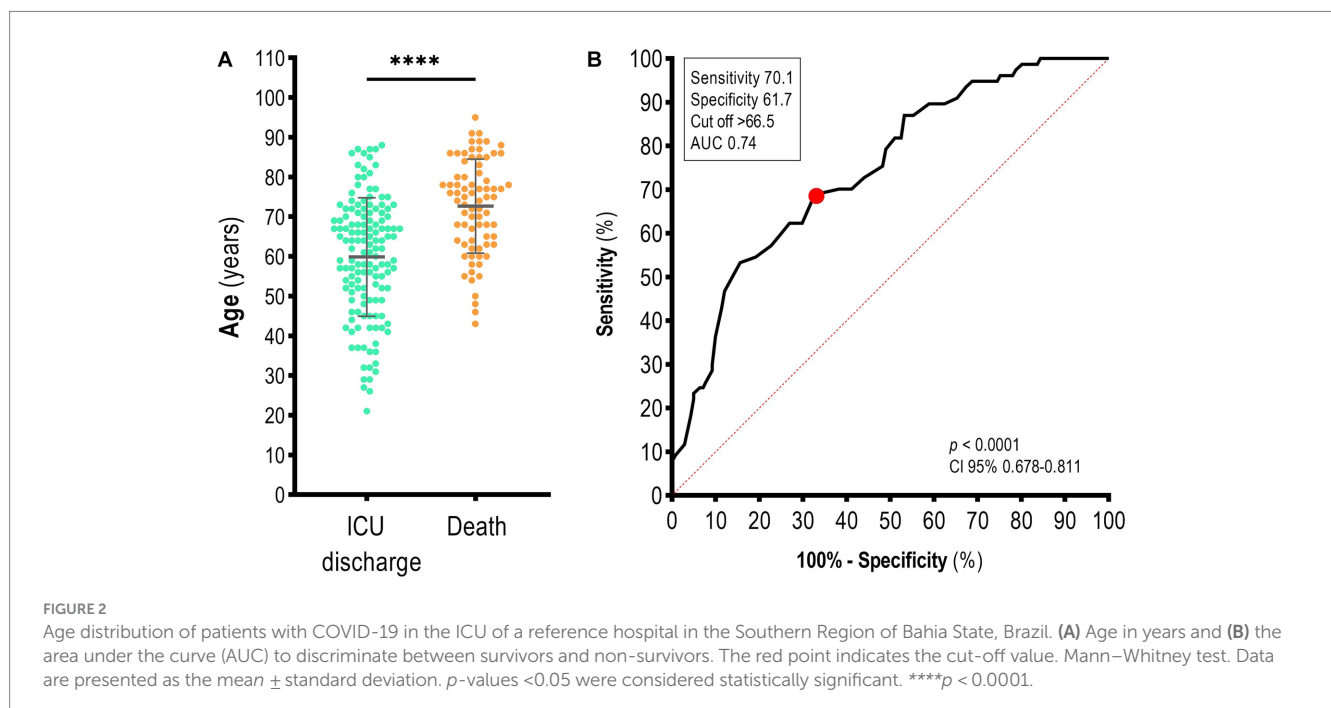 A
****
110
100
90
80
70
60
50
40
30
20
10
0
Age (years)
ICU
discharge
Death
B
Sensitivity 70.1
Specificity 61.7
Cut off >66.5
AUC 0.74
100
90
80
70
60
50
40
30
20
10
0
Sensitivity (%)
p < 0.0001
CI 95% 0.678-0.811
0 10 20 30 40 50 60 70 80 90 100
100% - Specificity (%)
FIGURE 2
Age distribution of patients with COVID-19 in the ICU of a reference hospital in the Southern Region of Bahia State, Brazil. (A) Age in years and (B) the
area under the curve (AUC) to discriminate between survivors and non-survivors. The red point indicates the cut-off value. Mann–Whitney test. Data
are presented as the mean ± standard deviation. p-values <0.05 were considered statistically significant. ****p < 0.0001.